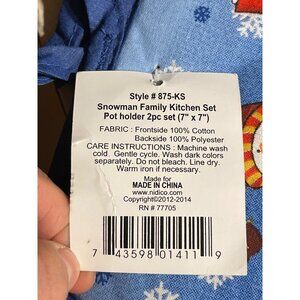 Style # 875-KS
Snowman Family Kitchen Set
Pot holder 2pc set (7" x 7")
FABRIC : Frontside 100% Cotton
Backside 100% Polyester
CARE INSTRUCTIONS : Machine wash
cold. Gentle cycle. Wash dark colors
separately. Do not bleach. Line dry.
Warm iron if necessary.
Made for
MADE IN CHINA
www.nidico.com
Copyright©2012-2014
RN # 77705
7 43598 01411 9